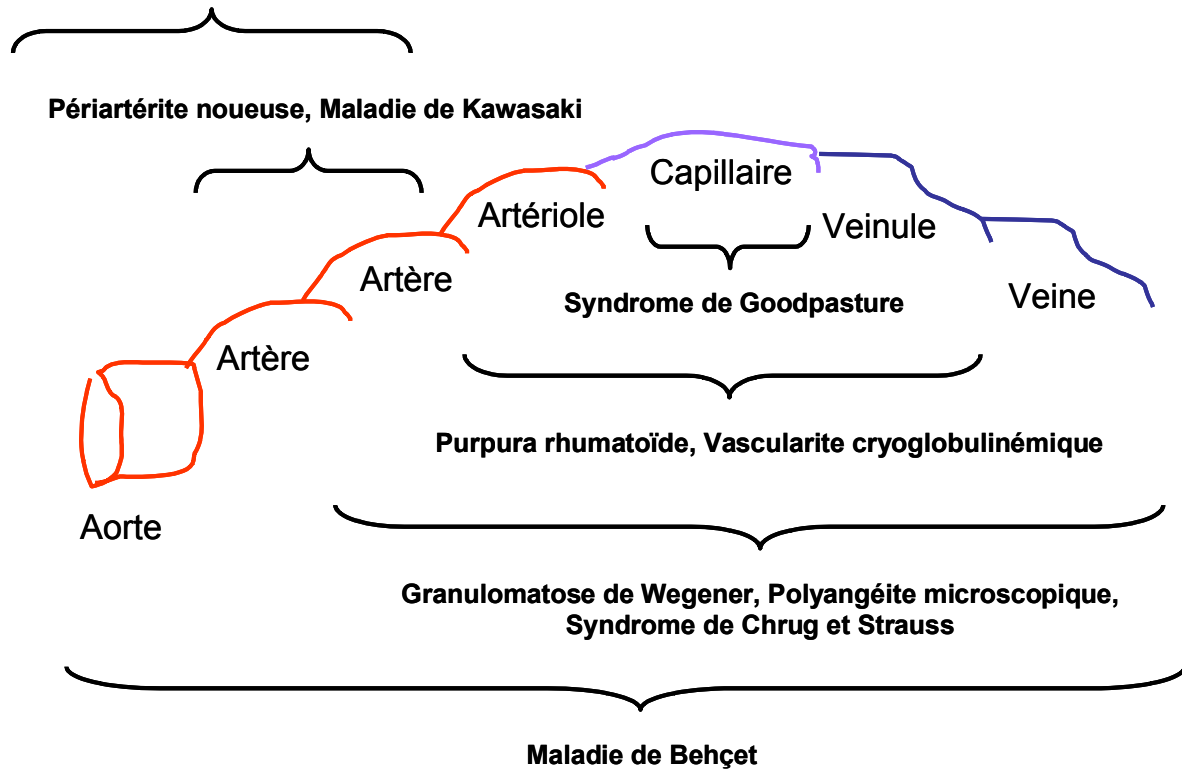 Périartérite noueuse, Maladie de Kawasaki
Capillaire
Artériole
Veinule
Artère
Syndrome de Goodpasture
Veine
Artère
Purpura rhumatoïde, Vascularite cryoglobulinémique
Aorte
Granulomatose de Wegener, Polyangéite microscopique,
Syndrome de Chrug et Strauss
Maladie de Behçet